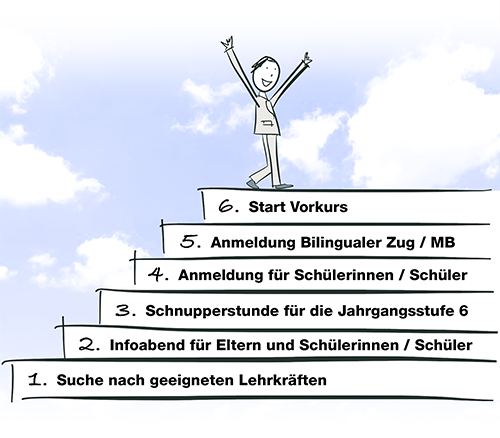 6. Start Vorkurs
5. Anmeldung Bilingualer Zug / MB
4. Anmeldung für Schülerinnen / Schüler
3. Schnupperstunde für die Jahrgangsstufe 6
2. Infoabend für Eltern und Schülerinnen / Schüler
1. Suche nach geeigneten Lehrkräften